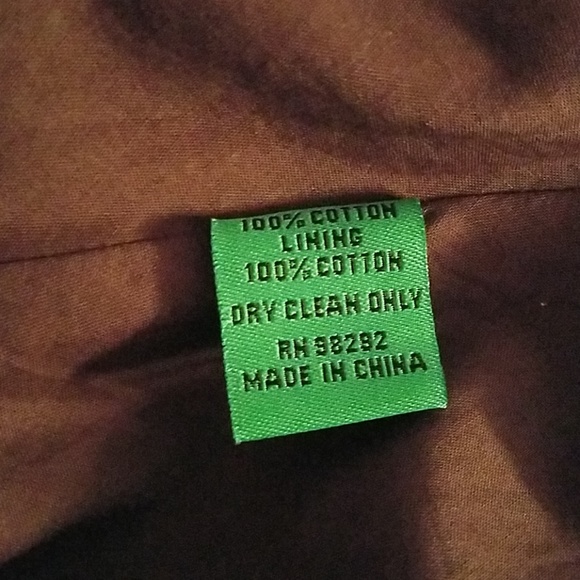 100% COTTON
LINING
100% COTTON
DRY CLEAN ONLY
RN 98292
MADE IN CHINA